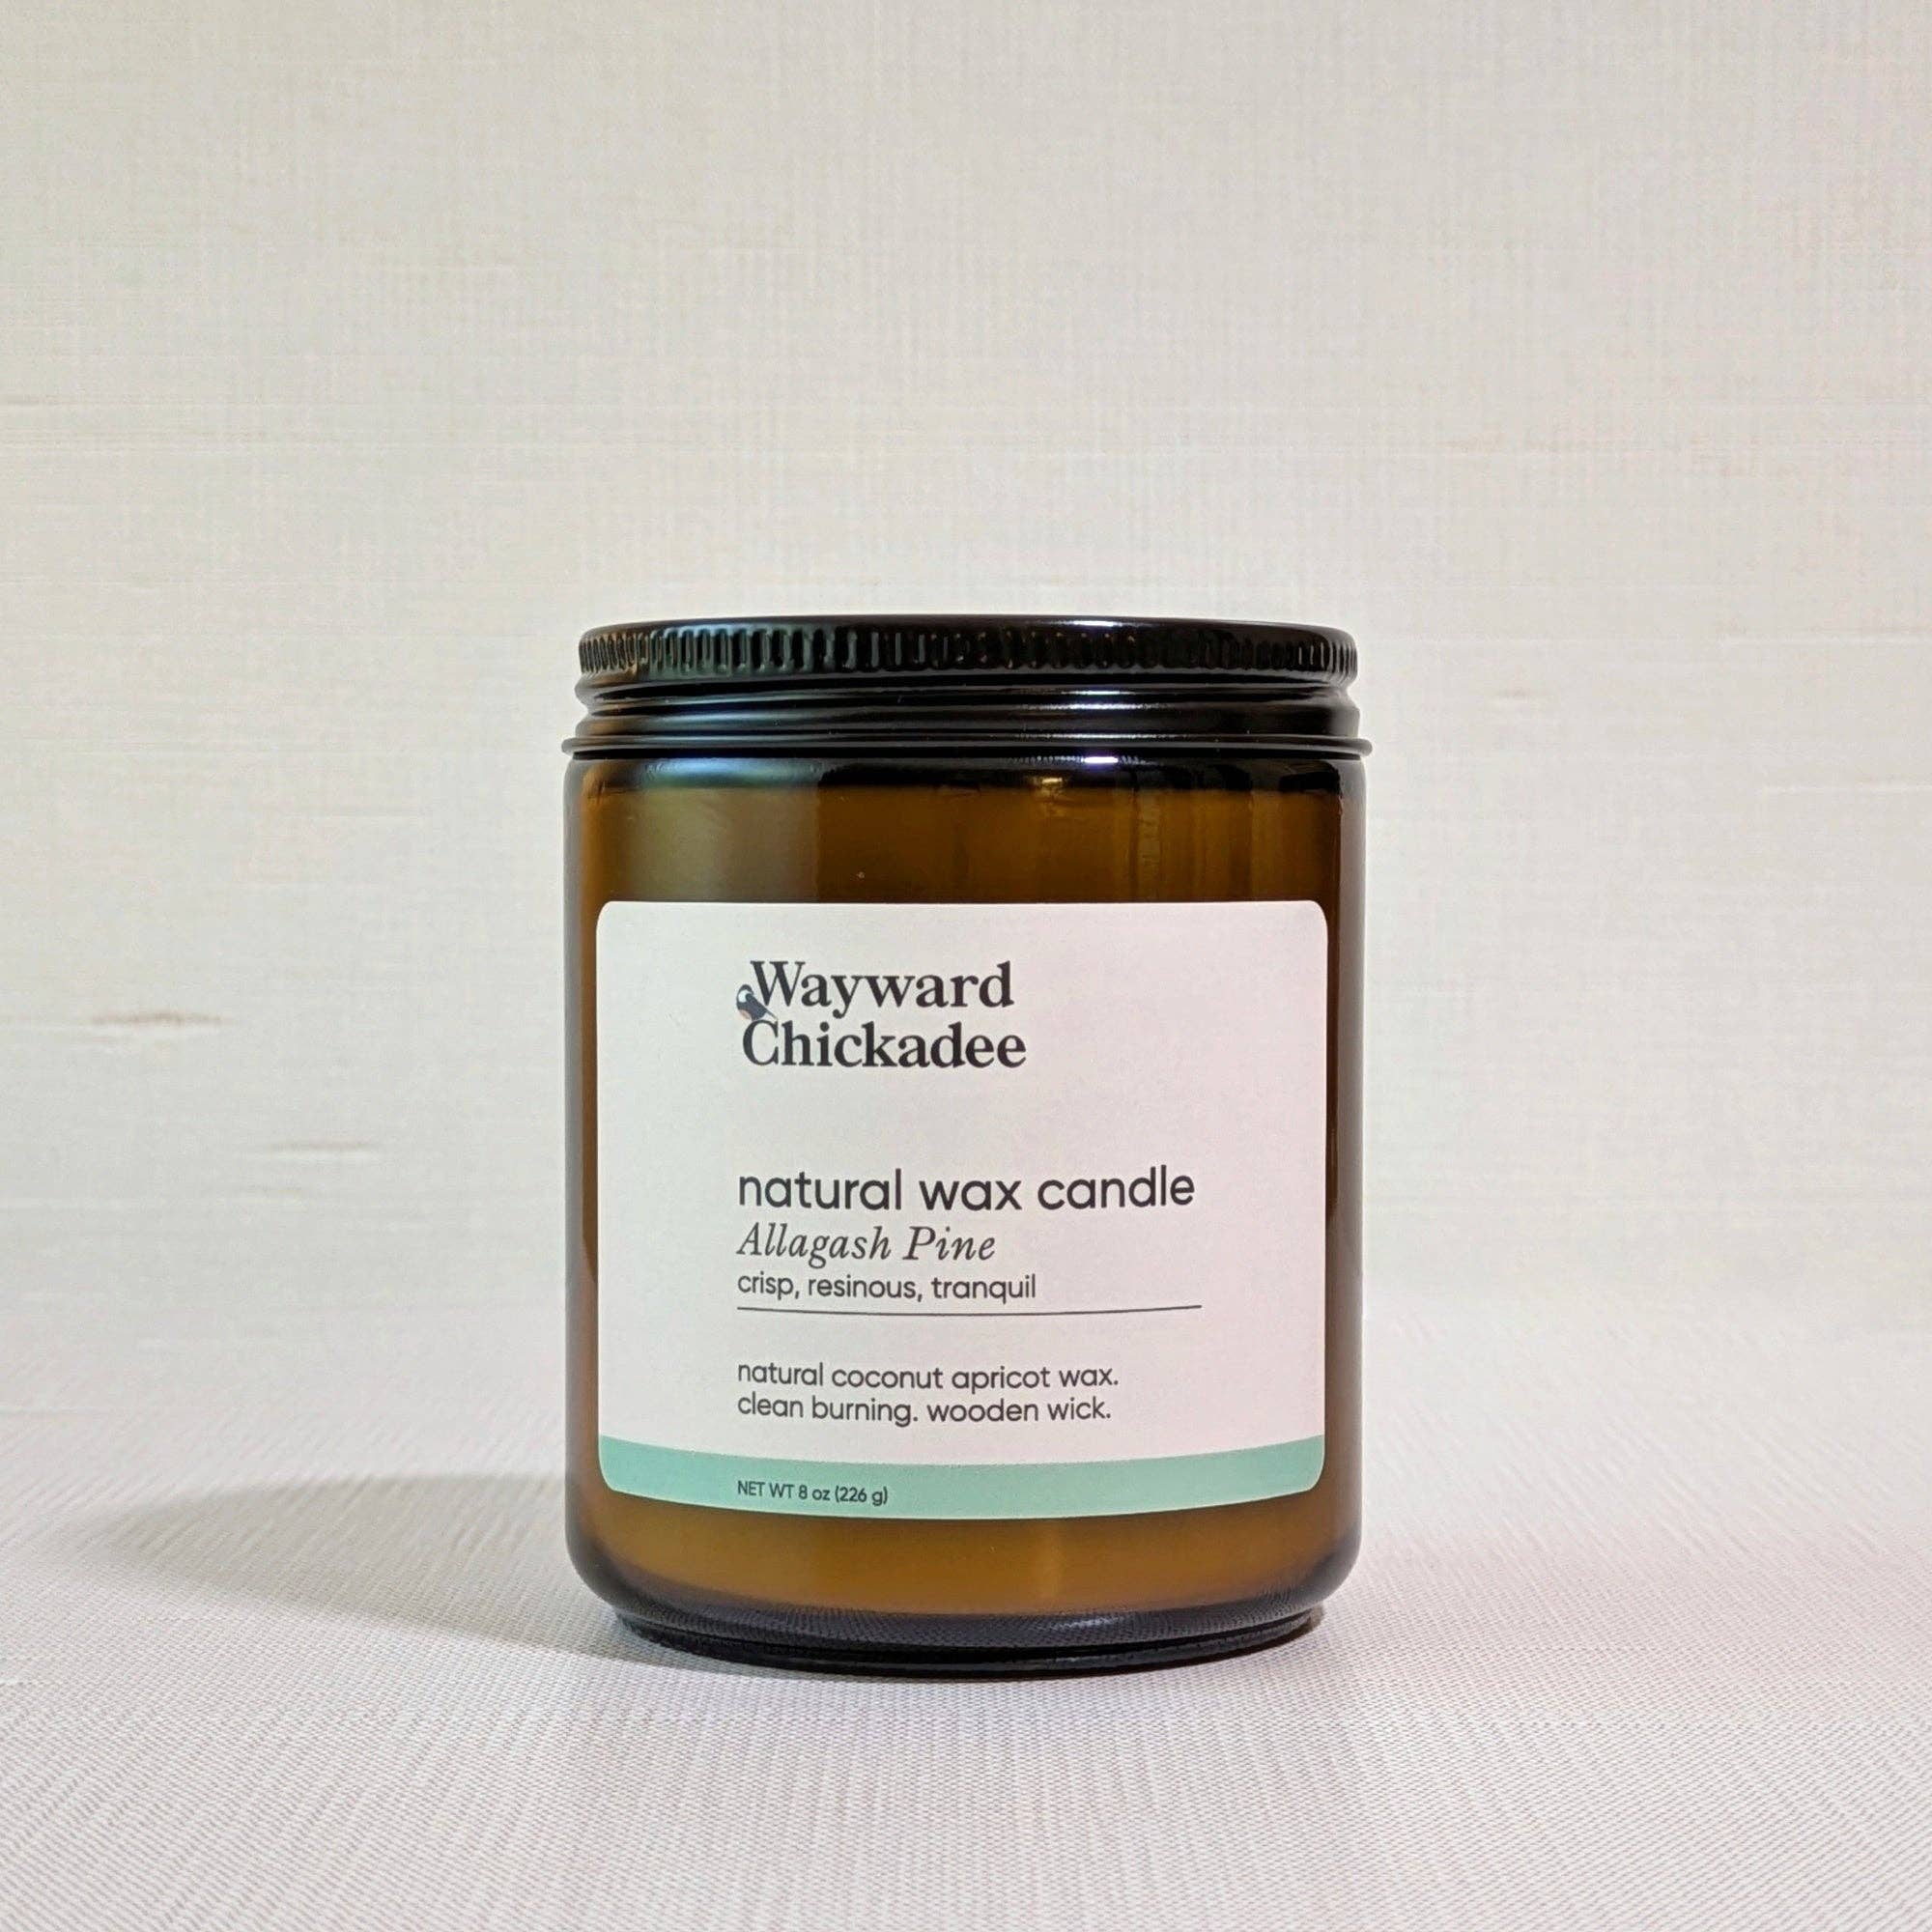 Wayward
Chickadee
natural wax candle
Allagash Pine
crisp, resinous, tranquil
natural coconut apricot wax.
clean burning. wooden wick.
NET WT 8 oz (226 g)